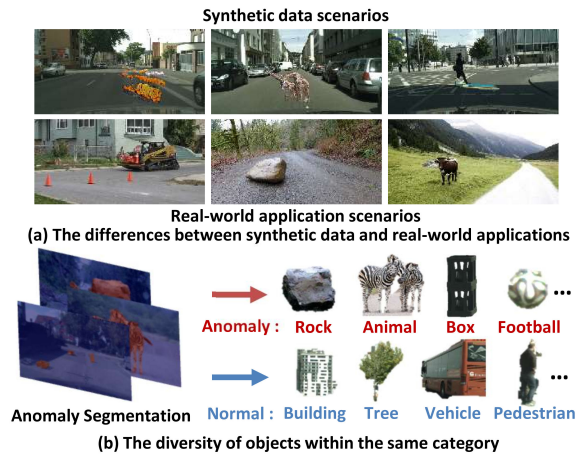 Synthetic data scenarios
Real-world application scenarios
(a) The differences between synthetic data and real-world applications
Anomaly : Rock Animal Box Football ...
Normal : Building Tree Vehicle Pedestrian ...
Anomaly Segmentation
(b) The diversity of objects within the same category